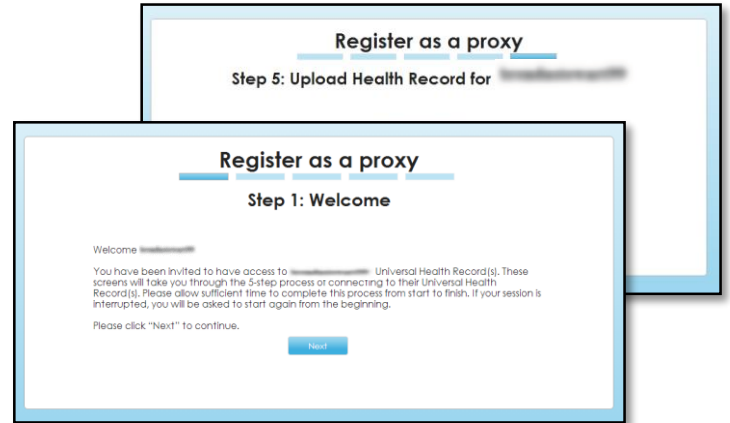 Register as a proxy
Step 5: Upload Health Record for
Register as a proxy
Step 1: Welcome
Welcome
You have been invited to have access to Universal Health Record(s). These
screens will take you through the 5-step process or connecting to their Universal Health
Record(s). Please allow sufficient time to complete this process from start to finish. If your session is
interrupted, you will be asked to start again from the beginning.
Please click “Next” to continue.
Next